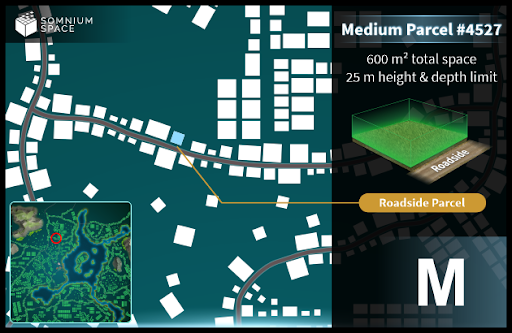 SOMNIUM
SPACE
Medium Parcel #4527
600 m² total space
25 m height & depth limit
Roadside
Roadside Parcel
M